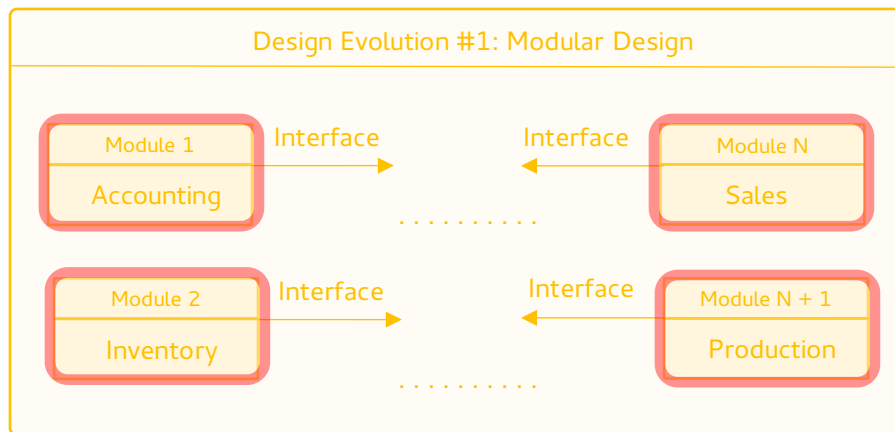 Design Evolution #1: Modular Design
Module 1
Interface
Interface
Module N
Accounting
Sales
. . . . . . . . . .
Module 2
Interface
Interface
Module N + 1
Inventory
Production
. . . . . . . . . .